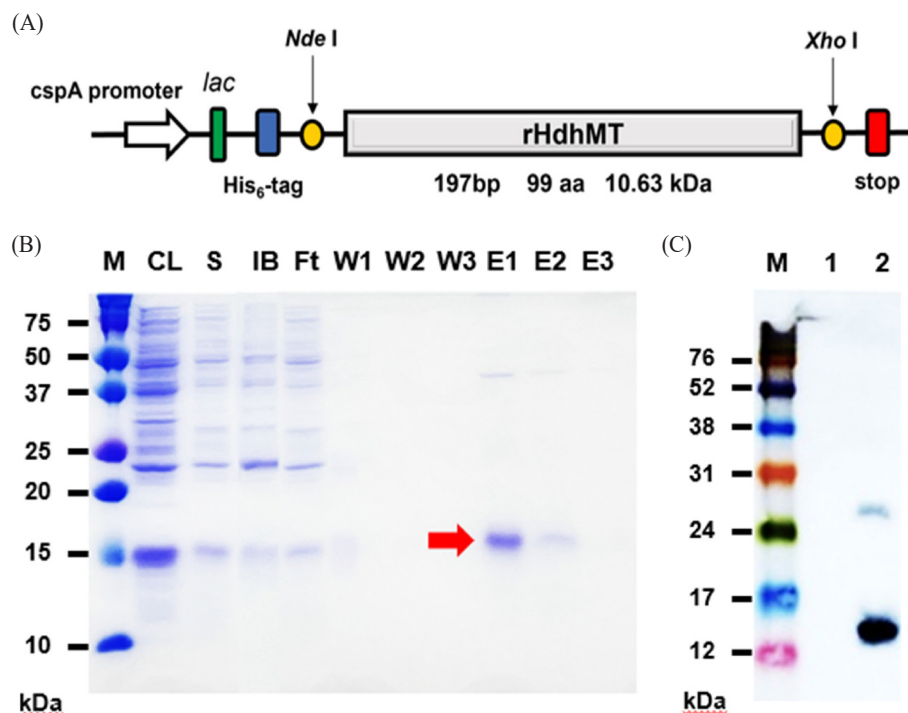 (A)
Nde I
Xho I
cspA promoter
lac
rHdhMT
His6-tag
197bp 99 aa 10.63 kDa
stop
(B)
M CL S IB Ft W1 W2 W3 E1 E2 E3
75
50
37
25
20
15
10
kDa
(C)
M 1 2
76
52
38
31
24
17
12
kDa